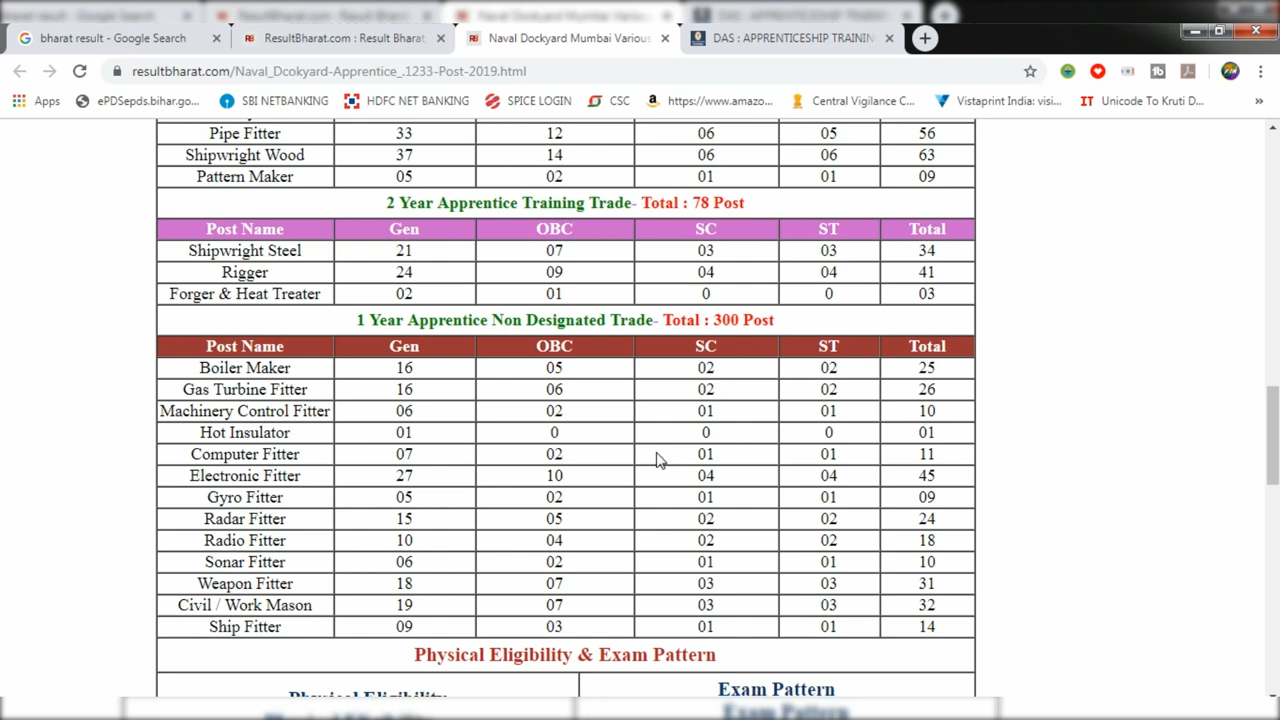 bharat result - Google Search
ResultBharat.com : Result Bharat
Naval Dockyard Mumbai Various
DAS : APPRENTICESHIP TRAININ
resultbharat.com/Naval_Dcokyard-Apprentice_.1233-Post-2019.html
Apps ePDSepds.bihar.go... SBI NETBANKING HDFC NET BANKING SPICE LOGIN CSC https://www.amazo... Central Vigilance C... Vistaprint India: visi... Unicode To Kruti D...
Pipe Fitter 33 12 06 05 56
Shipwright Wood 37 14 06 06 63
Pattern Maker 05 02 01 01 09
2 Year Apprentice Training Trade- Total : 78 Post
Post Name Gen OBC SC ST Total
Shipwright Steel 21 07 03 03 34
Rigger 24 09 04 04 41
Forger & Heat Treater 02 01 0 0 03
1 Year Apprentice Non Designated Trade- Total : 300 Post
Post Name Gen OBC SC ST Total
Boiler Maker 16 05 02 02 25
Gas Turbine Fitter 16 06 02 02 26
Machinery Control Fitter 06 02 01 01 10
Hot Insulator 01 0 0 0 01
Computer Fitter 07 02 01 01 11
Electronic Fitter 27 10 04 04 45
Gyro Fitter 05 02 01 01 09
Radar Fitter 15 05 02 02 24
Radio Fitter 10 04 02 02 18
Sonar Fitter 06 02 01 01 10
Weapon Fitter 18 07 03 03 31
Civil / Work Mason 19 07 03 03 32
Ship Fitter 09 03 01 01 14
Physical Eligibility & Exam Pattern
Physical Eligibility
Exam Pattern